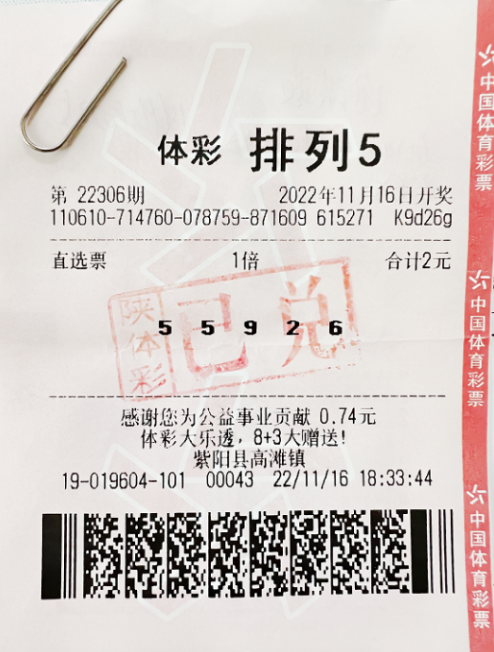 体彩 排列5
第 22306期 2022年11月16日开奖
110610-714760-078759-871609 615271 K9d26g
直选票 1倍 合计2元
陕体彩 已兑
5 5 9 2 6
感谢您为公益事业贡献 0.74元
体彩大乐透，8+3大赠送!
紫阳县高滩镇
19-019604-101 00043 22/11/16 18:33:44
中国体育彩票
中国体育彩票
中国体育彩票